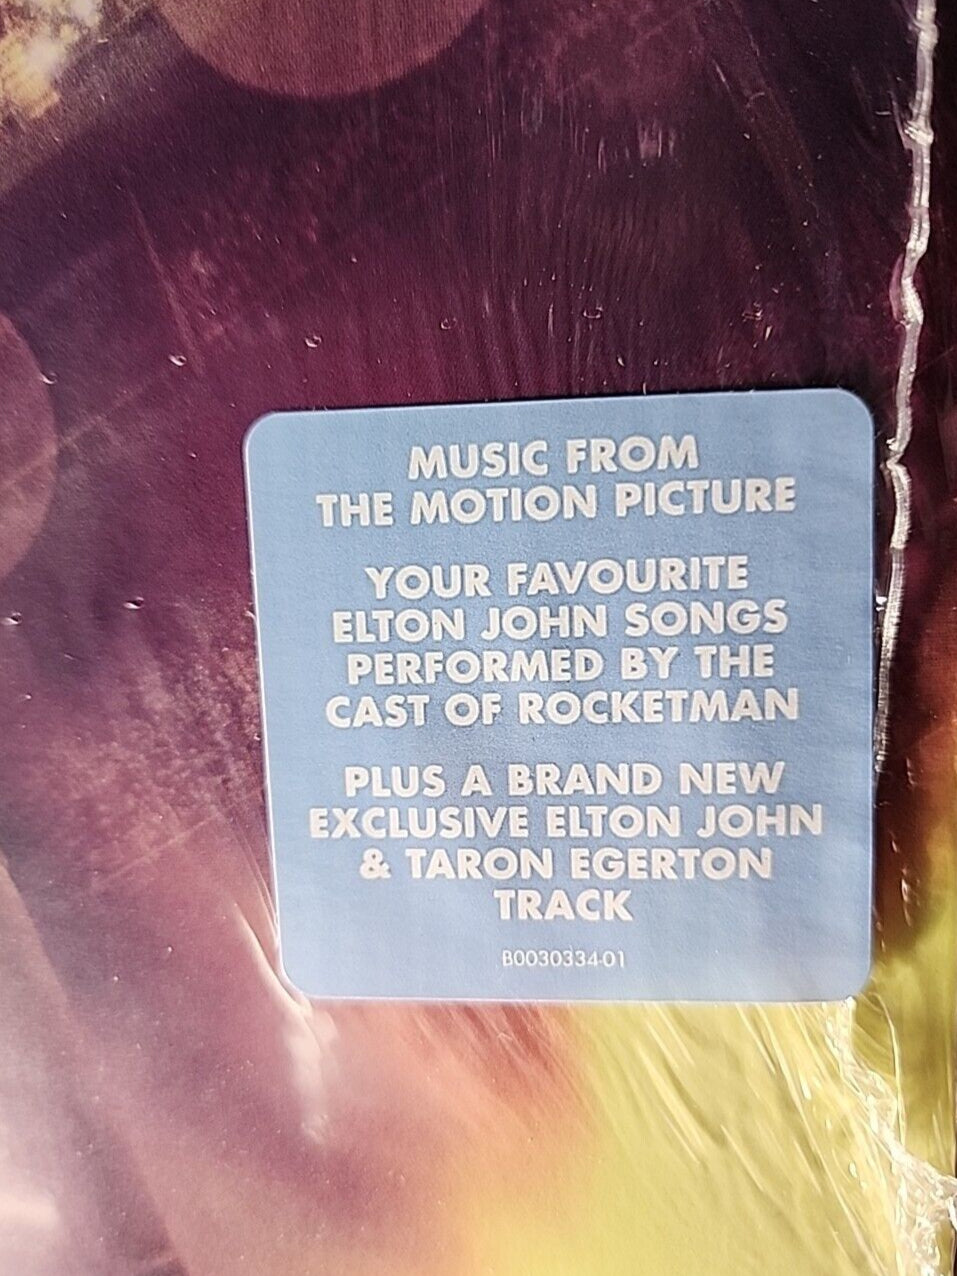 MUSIC FROM
THE MOTION PICTURE
YOUR FAVOURITE
ELTON JOHN SONGS
PERFORMED BY THE
CAST OF ROCKETMAN
PLUS A BRAND NEW
EXCLUSIVE ELTON JOHN
& TARON EGERTON
TRACK
B0030334-01